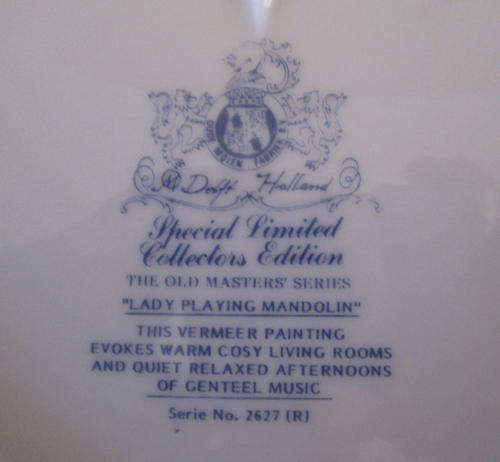 Delft Holland
Special Limited
Collectors Edition
THE OLD MASTERS' SERIES
"LADY PLAYING MANDOLIN"
THIS VERMEER PAINTING
EVOKES WARM COSY LIVING ROOMS
AND QUIET RELAXED AFTERNOONS
OF GENTEEL MUSIC
Serie No. 2627 (R)